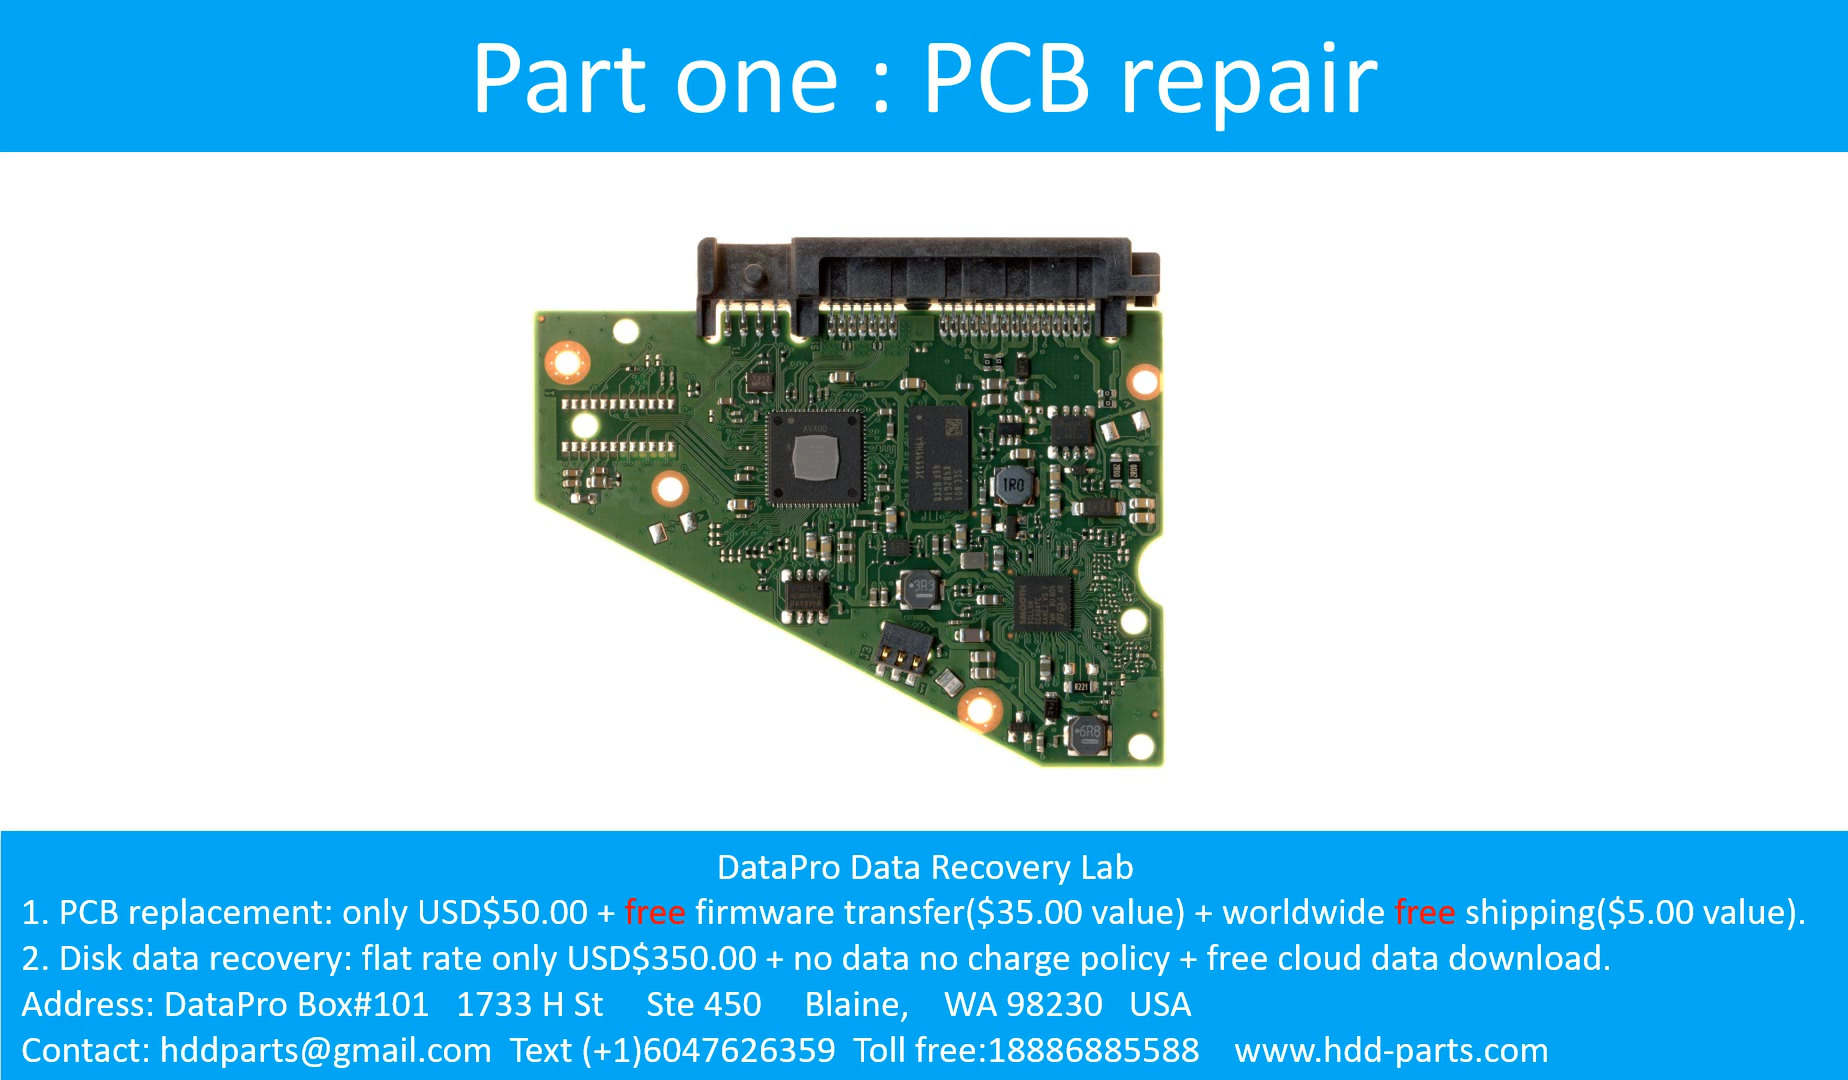 Part one : PCB repair
AVAGO
1R0
3R3
6R8
R221
DataPro Data Recovery Lab
1. PCB replacement: only USD$50.00 + free firmware transfer($35.00 value) + worldwide free shipping($5.00 value).
2. Disk data recovery: flat rate only USD$350.00 + no data no charge policy + free cloud data download.
Address: DataPro Box#101 1733 H St Ste 450 Blaine, WA 98230 USA
Contact: hddparts@gmail.com Text (+1)6047626359 Toll free:18886885588 www.hdd-parts.com